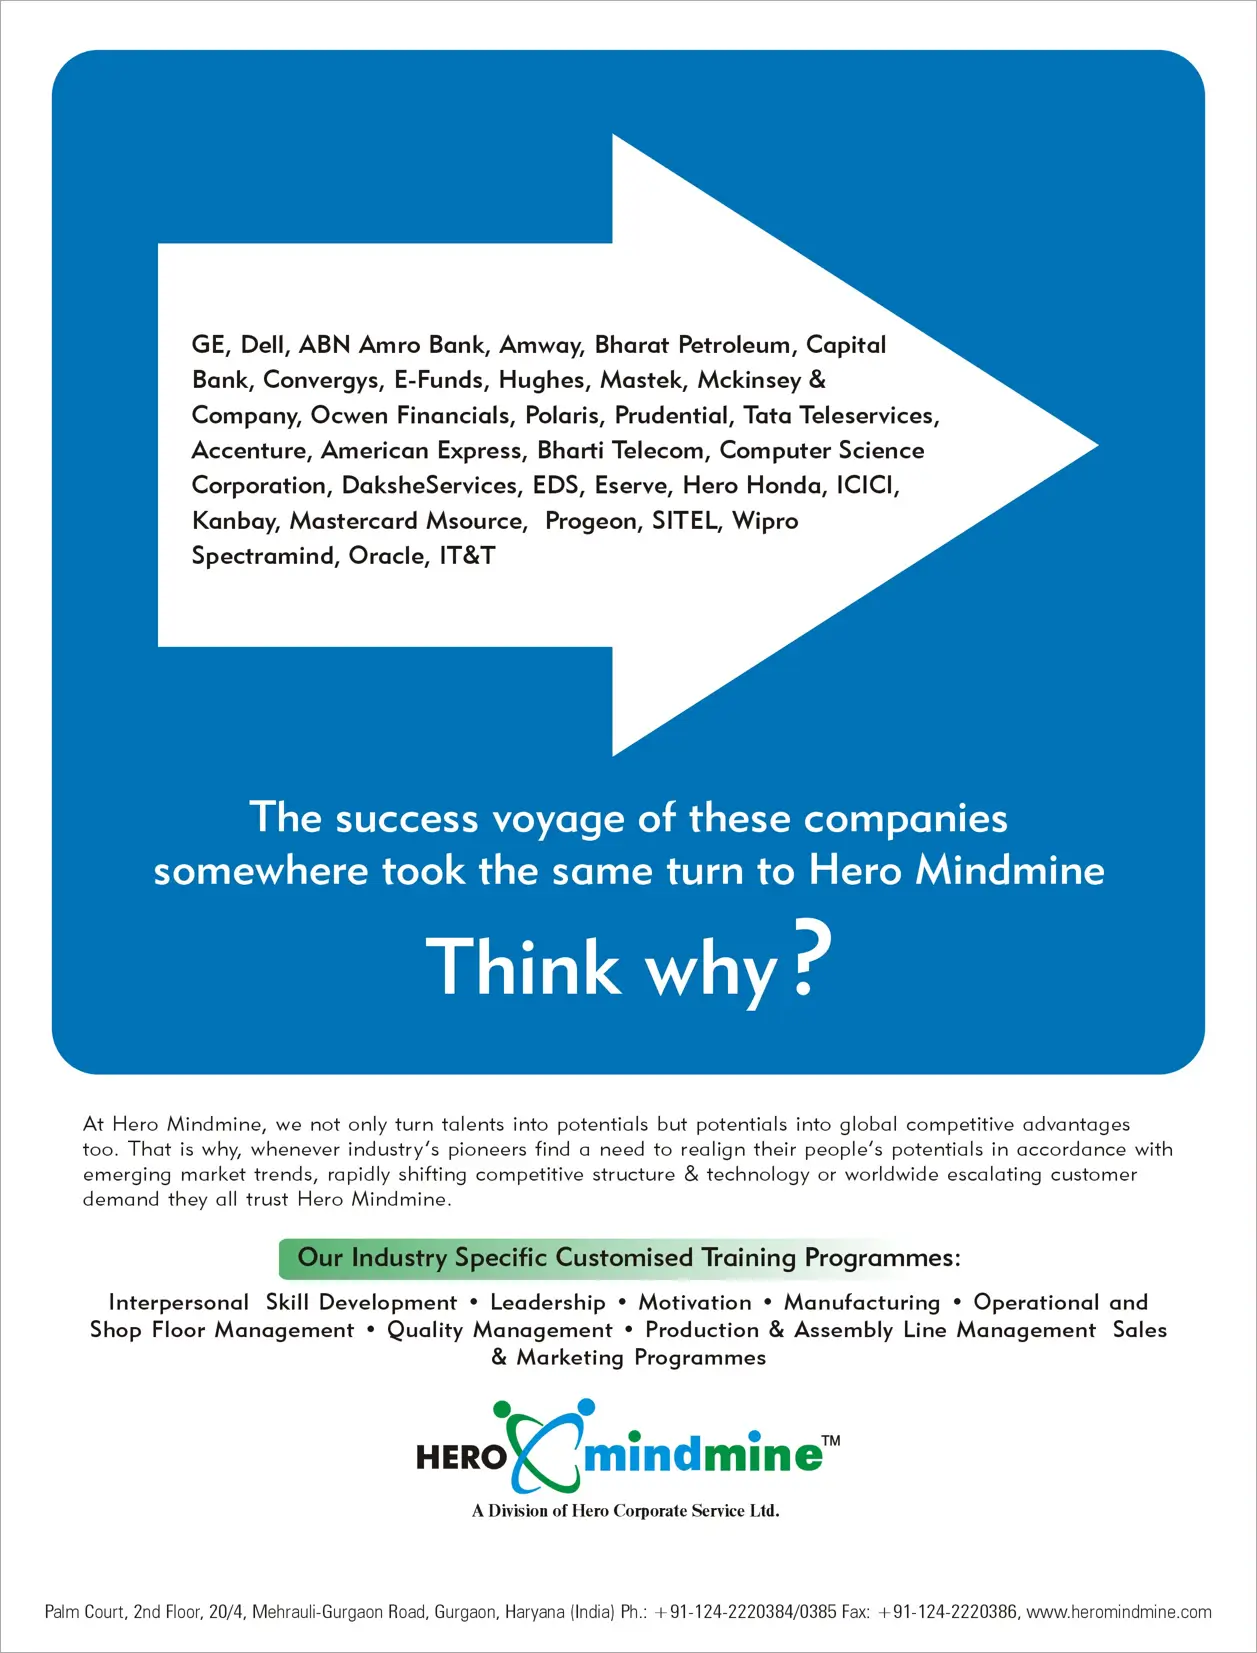 GE, Dell, ABN Amro Bank, Amway, Bharat Petroleum, Capital
Bank, Convergys, E-Funds, Hughes, Mastek, Mckinsey &
Company, Ocwen Financials, Polaris, Prudential, Tata Teleservices,
Accenture, American Express, Bharti Telecom, Computer Science
Corporation, DaksheServices, EDS, Eserve, Hero Honda, ICICI,
Kanbay, Mastercard Msource,  Progeon, SITEL, Wipro
Spectramind, Oracle, IT&T
The success voyage of these companies
somewhere took the same turn to Hero Mindmine
Think why?
At Hero Mindmine, we not only turn talents into potentials but potentials into global competitive advantages
too. That is why, whenever industry‘s pioneers find a need to realign their people‘s potentials in accordance with
emerging market trends, rapidly shifting competitive structure & technology or worldwide escalating customer
demand they all trust Hero Mindmine.
Our Industry Specific Customised Training Programmes:
Interpersonal  Skill Development • Leadership • Motivation • Manufacturing • Operational and
Shop Floor Management • Quality Management • Production & Assembly Line Management  Sales
& Marketing Programmes
HERO mindmine™
A Division of Hero Corporate Service Ltd.
Palm Court, 2nd Floor, 20/4, Mehrauli-Gurgaon Road, Gurgaon, Haryana (India) Ph.: +91-124-2220384/0385 Fax: +91-124-2220386, www.heromindmine.com